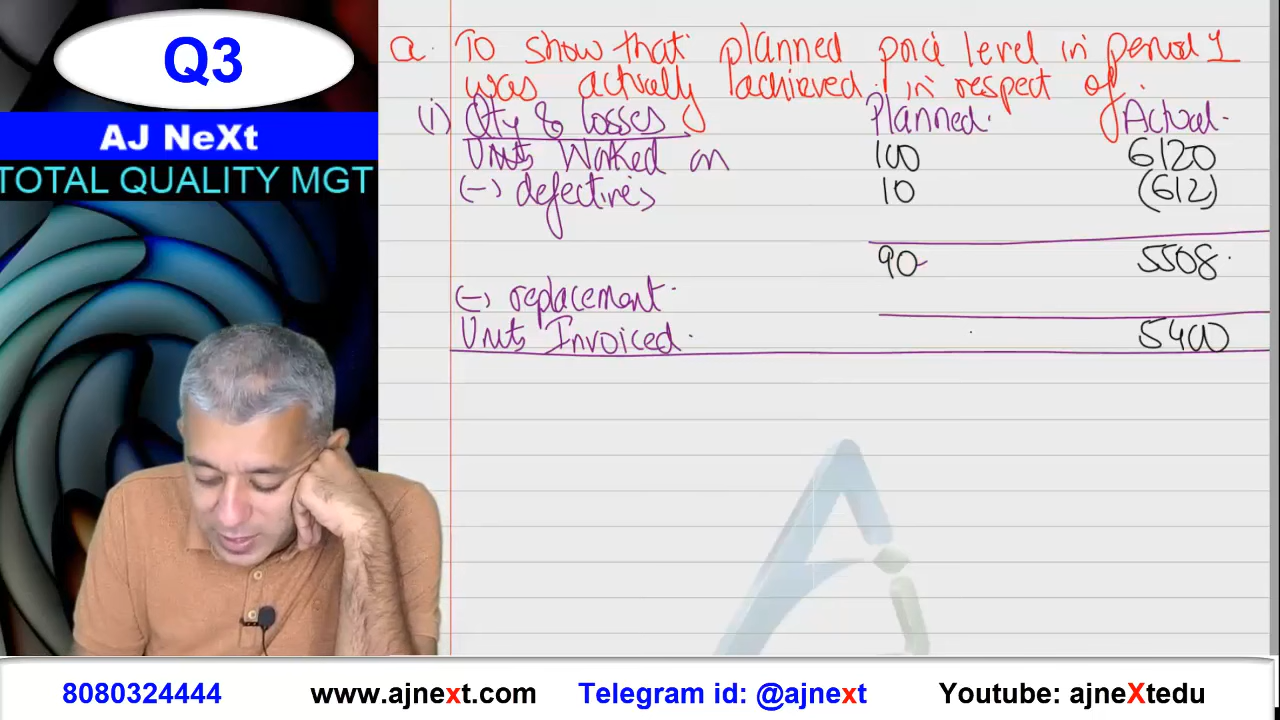 Q3
AJ NeXt
TOTAL QUALITY MGT
a. To show that planned price level in period 1
was actually achieved in respect of.
(i) Qty & losses Planned. Actual.
Units Worked on 100 6120
(-) defectives 10 (612)
90 5508
(-) replacement.
Units Invoiced. 5400
8080324444 www.ajnext.com Telegram id: @ajnext Youtube: ajneXtedu